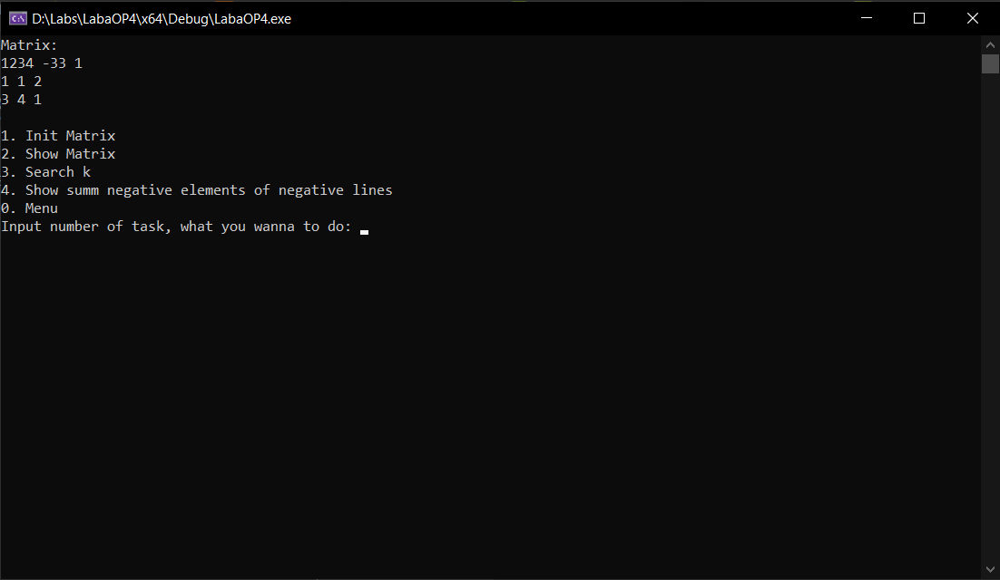 D:\Labs\LabaOP4\x64\Debug\LabaOP4.exe
Matrix:
1234 -33 1
1 1 2
3 4 1
1. Init Matrix
2. Show Matrix
3. Search k
4. Show summ negative elements of negative lines
0. Menu
Input number of task, what you wanna to do: